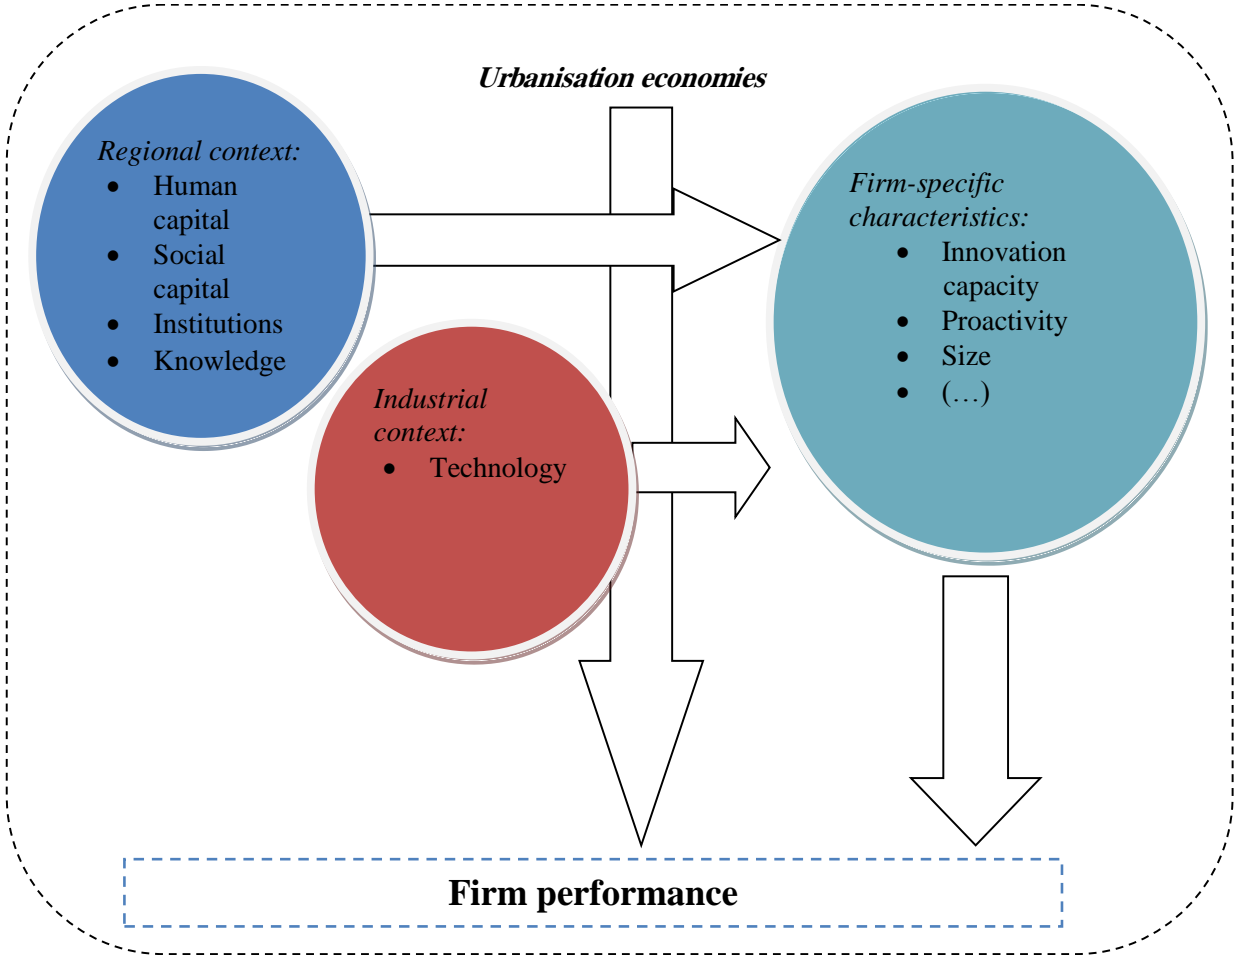 Urbanisation economies
Regional context:
• Human
capital
• Social
capital
• Institutions
• Knowledge
Industrial
context:
• Technology
Firm-specific
characteristics:
• Innovation
capacity
• Proactivity
• Size
• (…)
Firm performance